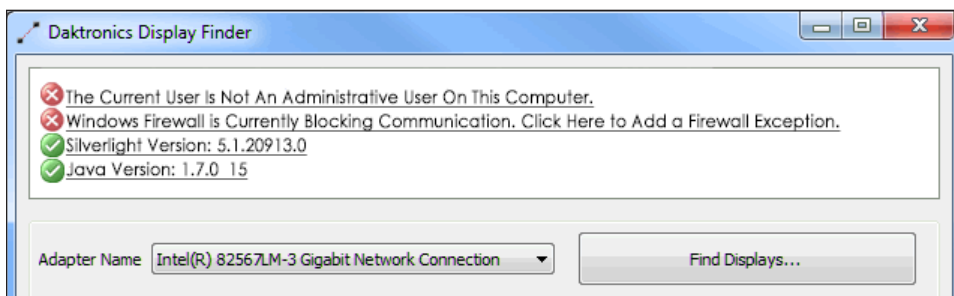 Daktronics Display Finder
The Current User Is Not An Administrative User On This Computer.
Windows Firewall is Currently Blocking Communication. Click Here to Add a Firewall Exception.
Silverlight Version: 5.1.20913.0
Java Version: 1.7.0_15
Adapter Name Intel(R) 82567LM-3 Gigabit Network Connection Find Displays...